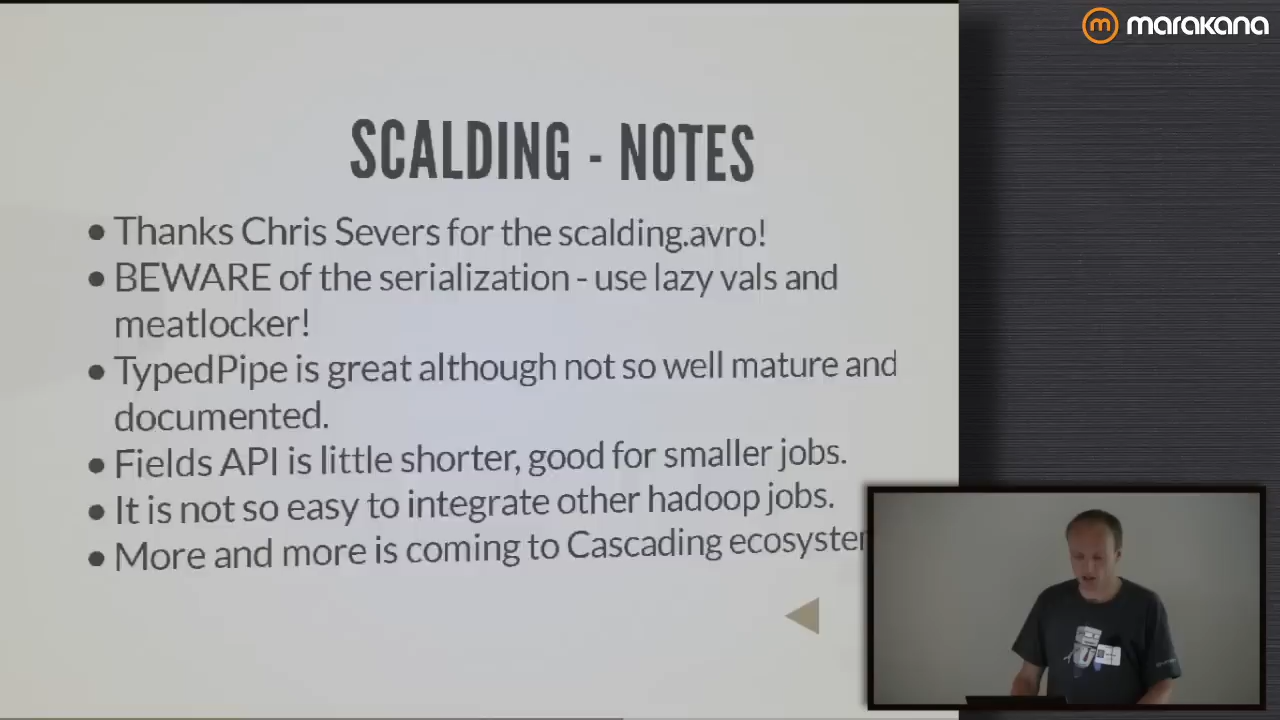 marakana
SCALDING - NOTES
• Thanks Chris Severs for the scalding.avro!
• BEWARE of the serialization - use lazy vals and
meatlocker!
• TypedPipe is great although not so well mature and
documented.
• Fields API is little shorter, good for smaller jobs.
• It is not so easy to integrate other hadoop jobs.
• More and more is coming to Cascading ecosyster